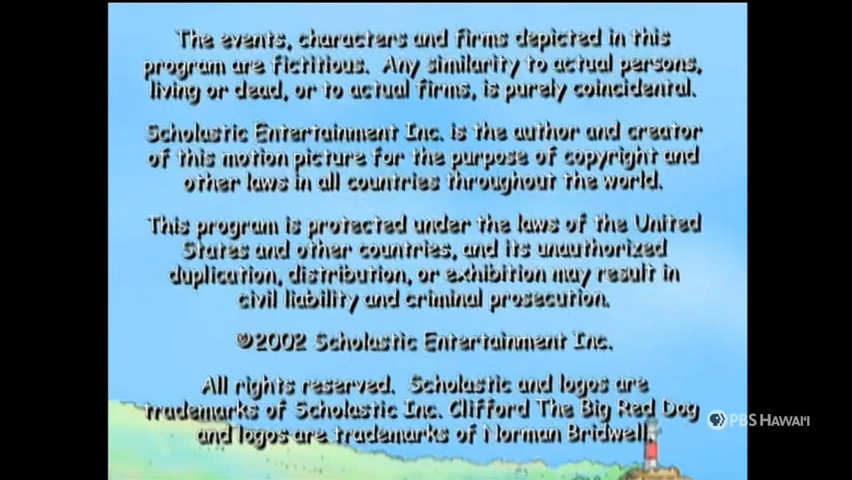 The events, characters and firms depicted in this
program are fictitious. Any similarity to actual persons,
living or dead, or to actual firms, is purely coincidental.
Scholastic Entertainment Inc. is the author and creator
of this motion picture for the purpose of copyright and
other laws in all countries throughout the world.
This program is protected under the laws of the United
States and other countries, and its unauthorized
duplication, distribution, or exhibition may result in
civil liability and criminal prosecution.
©2002 Scholastic Entertainment Inc.
All rights reserved. Scholastic and logos are
trademarks of Scholastic Inc. Clifford The Big Red Dog
and logos are trademarks of Norman Bridwell.
PBS HAWAI'I